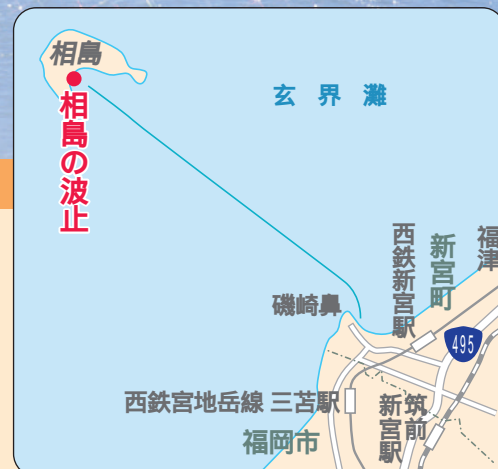 相島
相島の波止
玄界灘
福津
新宮町
西鉄新宮駅
磯崎鼻
495
西鉄宮地岳線 三苫駅
筑前
新宮駅
福岡市